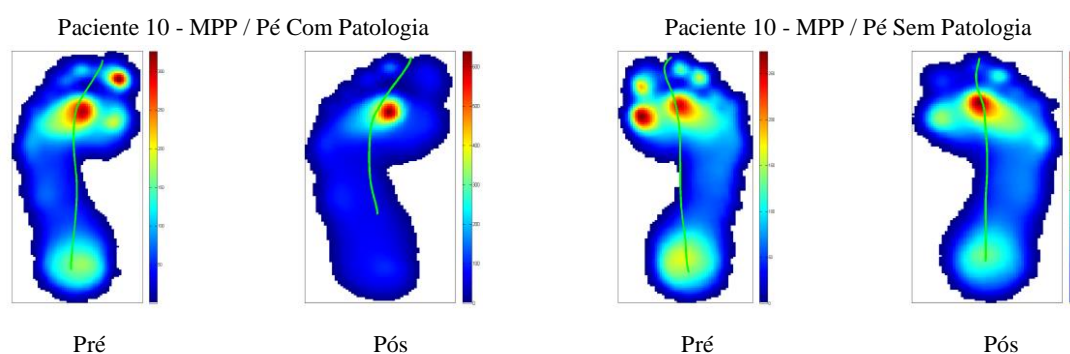 Paciente 10 - MPP / Pé Com Patologia
Paciente 10 - MPP / Pé Sem Patologia
Pré
Pós
Pré
Pós